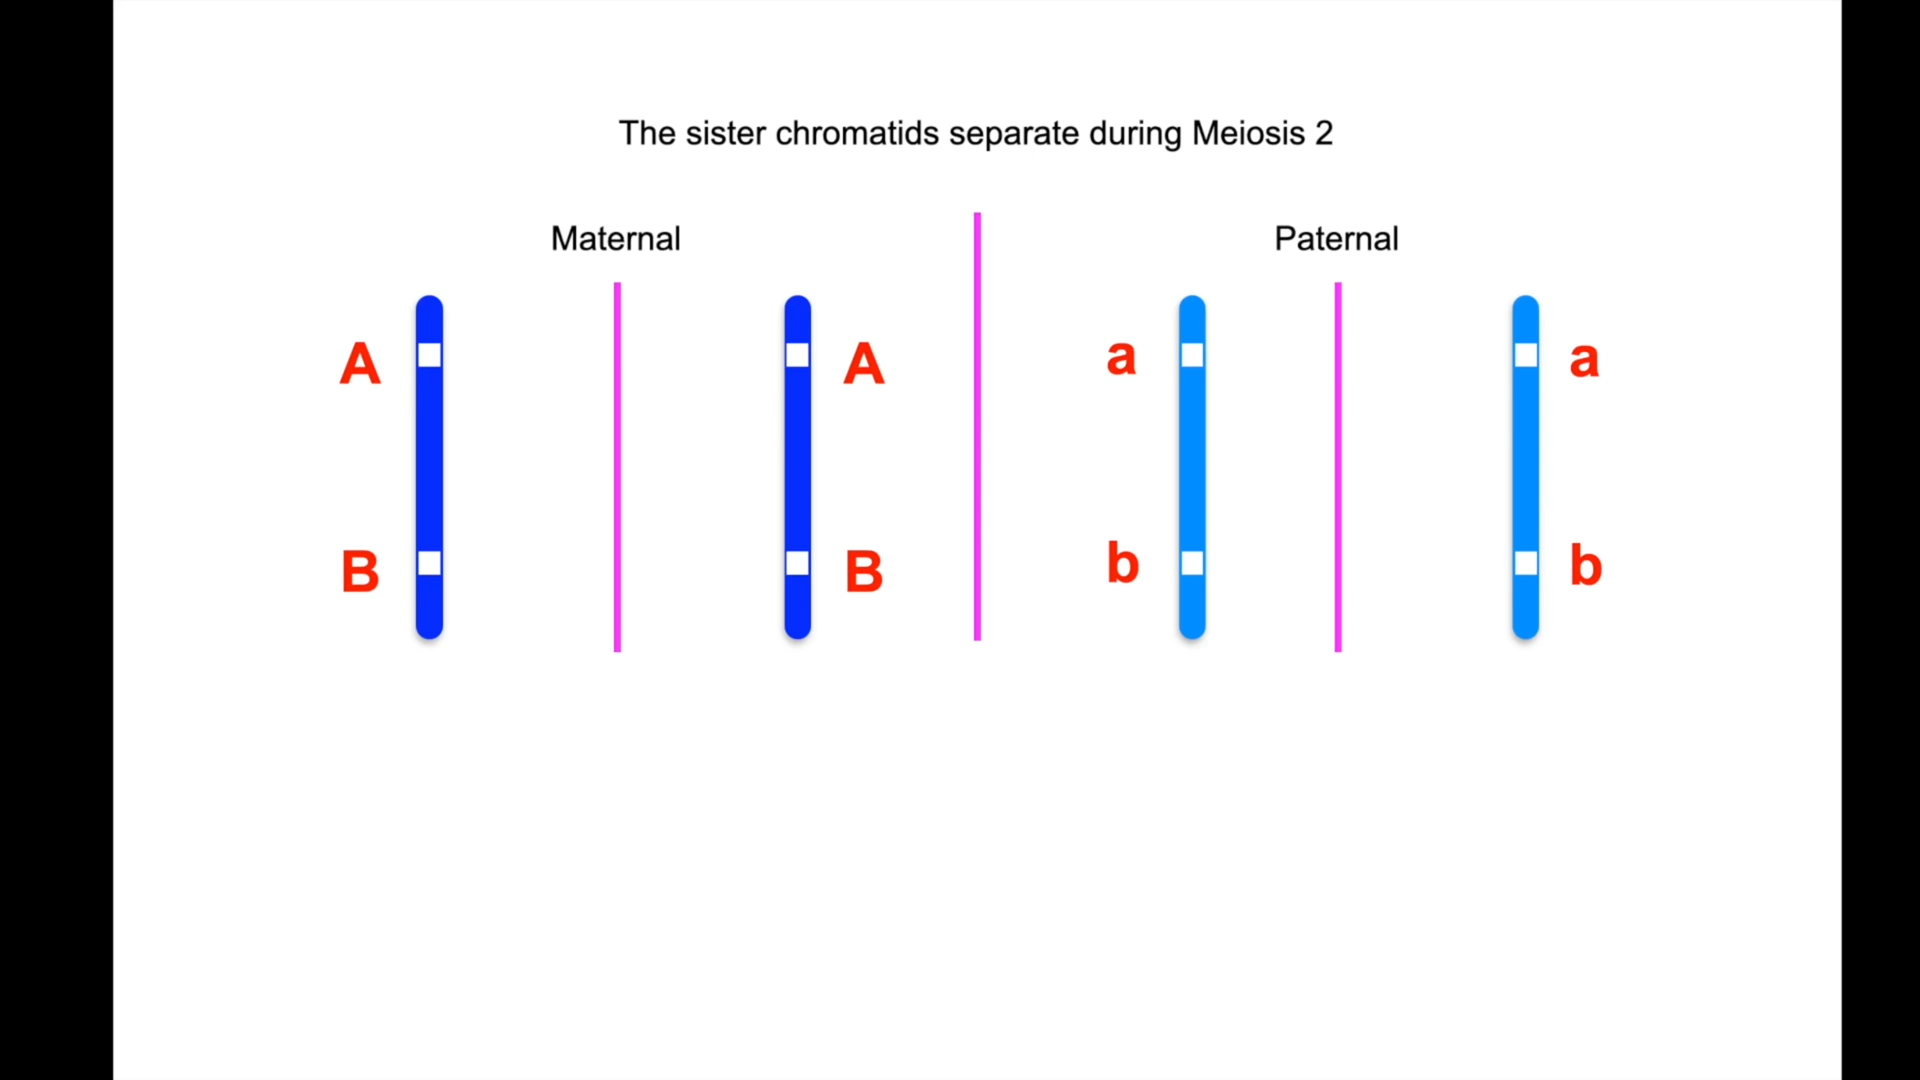 The sister chromatids separate during Meiosis 2
Maternal
Paternal
A
A
a
a
B
B
b
b